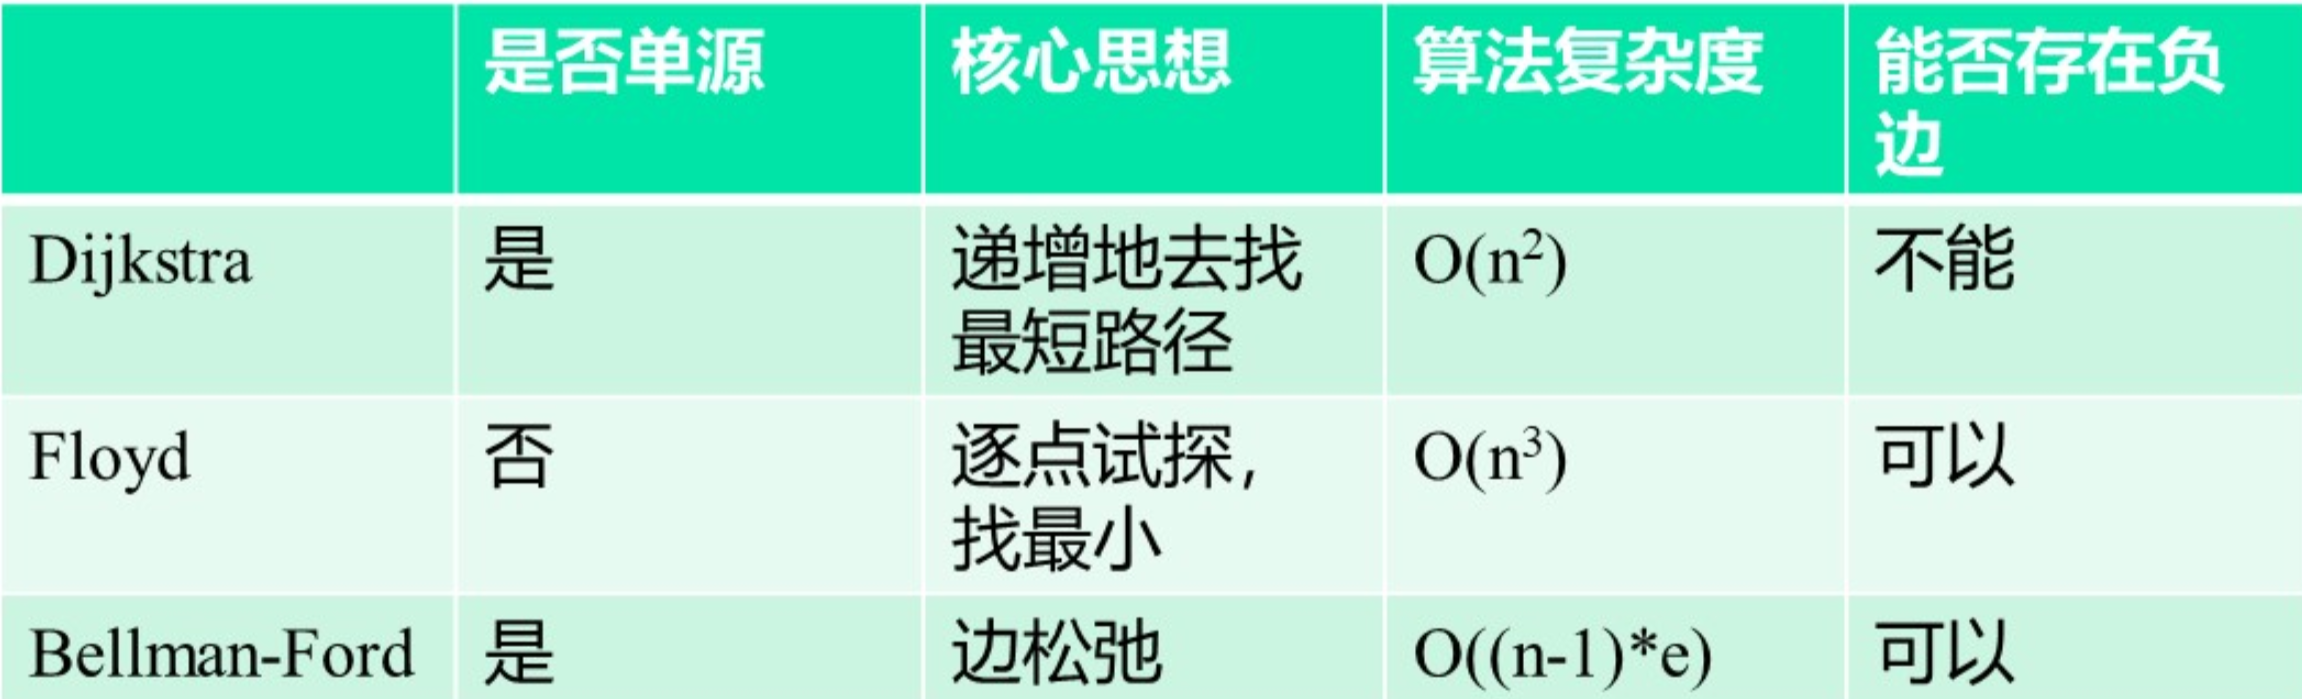 是否单源 核心思想 算法复杂度 能否存在负
边
Dijkstra 是 递增地去找 O(n²) 不能
最短路径
Floyd 否 逐点试探， O(n³) 可以
找最小
Bellman-Ford 是 边松弛 O((n-1)*e) 可以